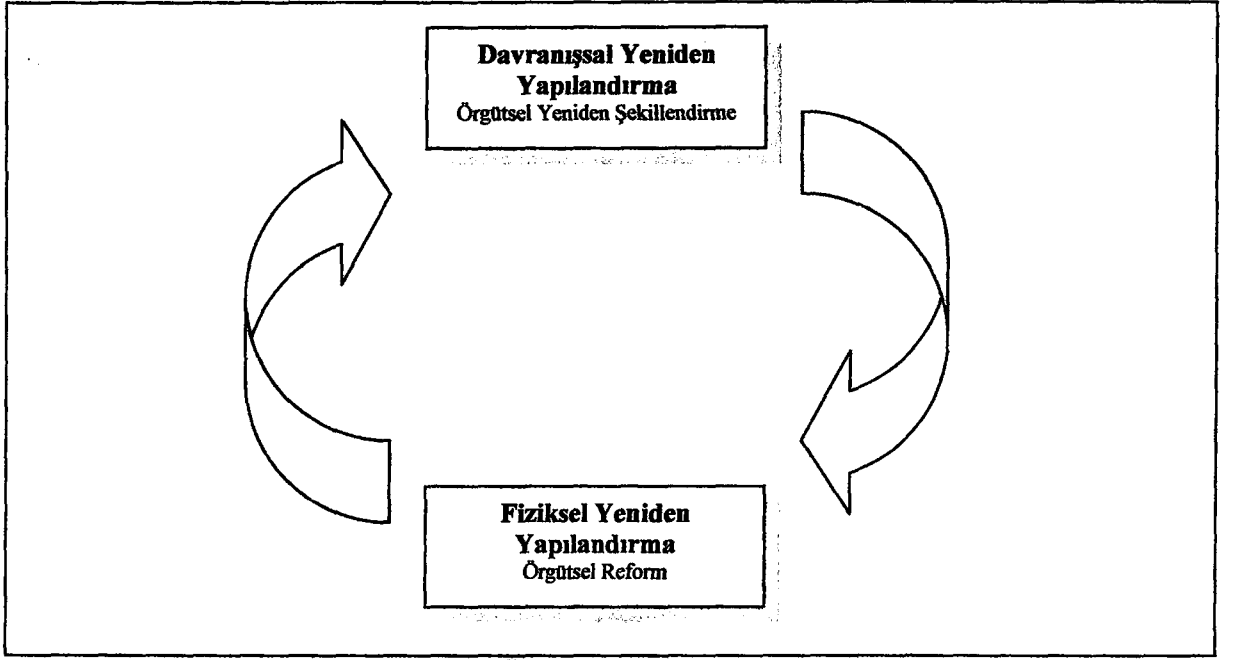 Davranışsal Yeniden
Yapılandırma
Örgütsel Yeniden Şekillendirme
Fiziksel Yeniden
Yapılandırma
Örgütsel Reform